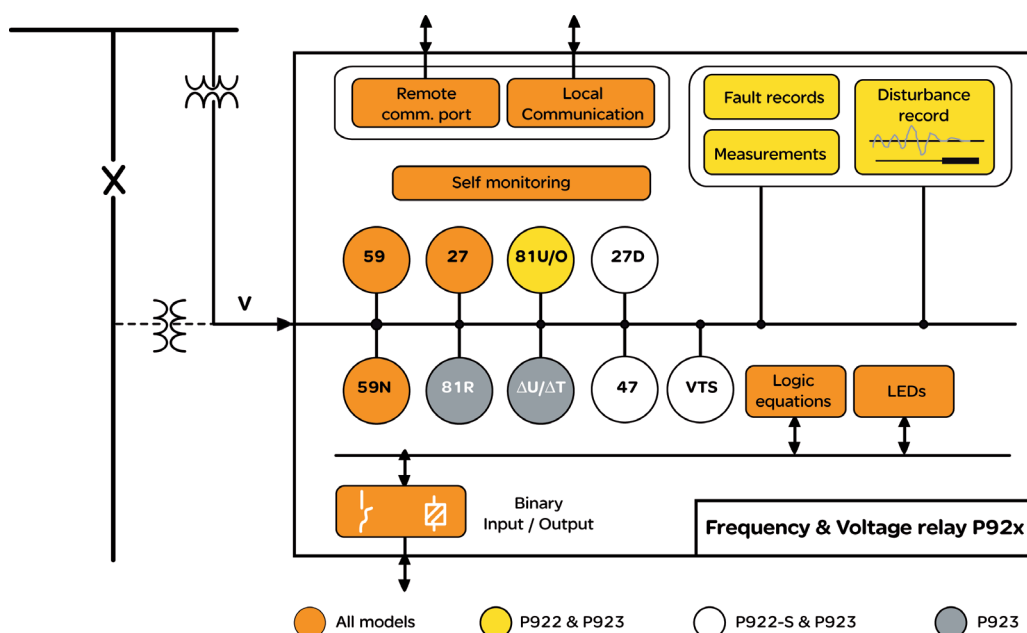 Remote
comm. port
Local
Communication
Fault records
Measurements
Disturbance
record
Self monitoring
59
27
81U/O
27D
V
59N
81R
ΔU/ΔT
47
VTS
Logic
equations
LEDs
Binary
Input / Output
Frequency & Voltage relay P92x
All models
P922 & P923
P922-S & P923
P923